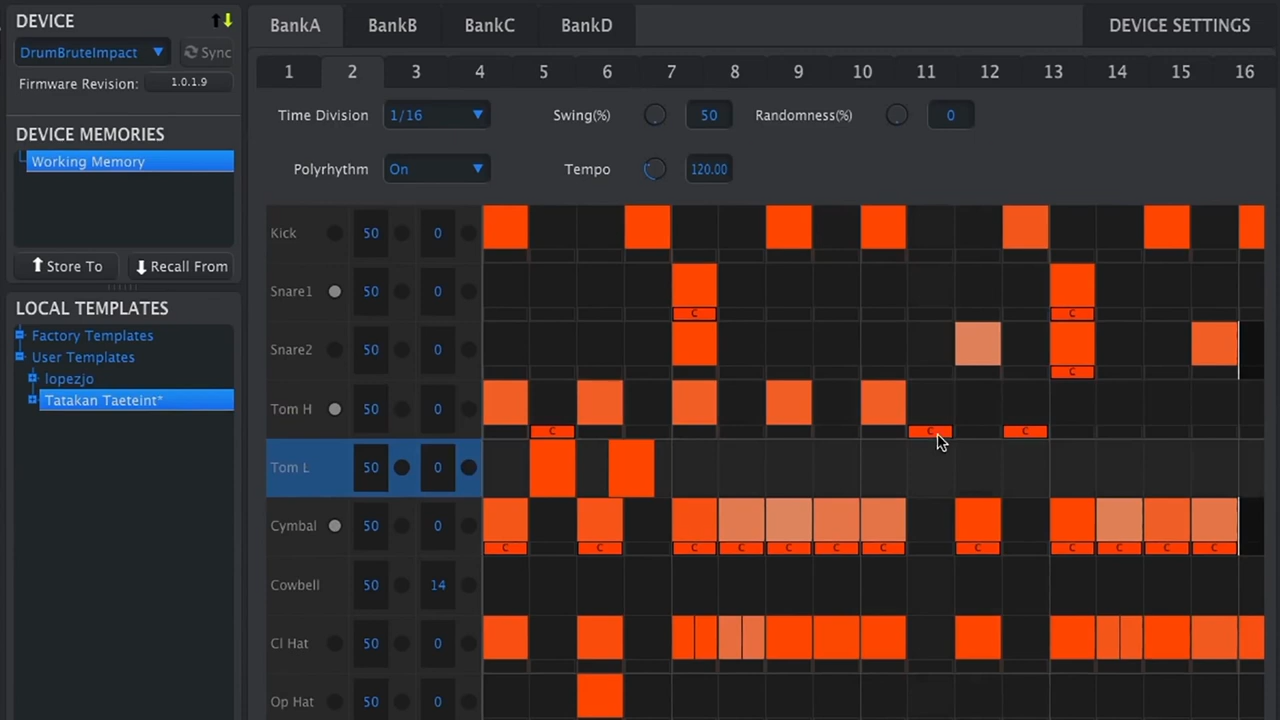 DEVICE
DrumBruteImpact
Sync
Firmware Revision: 1.0.1.9
DEVICE MEMORIES
Working Memory
Store To
Recall From
LOCAL TEMPLATES
Factory Templates
User Templates
lopezjo
Tatakan Taeteint*
BankA BankB BankC BankD DEVICE SETTINGS
1 2 3 4 5 6 7 8 9 10 11 12 13 14 15 16
Time Division 1/16 Swing(%) 50 Randomness(%) 0
Polyrhythm On Tempo 120.00
Kick 50 0
Snare1 50 0
C C
Snare2 50 0
C
Tom H 50 0
C C C
Tom L 50 0
Cymbal 50 0
C C C C C C C C C C C C
Cowbell 50 14
Cl Hat 50 0
Op Hat 50 0